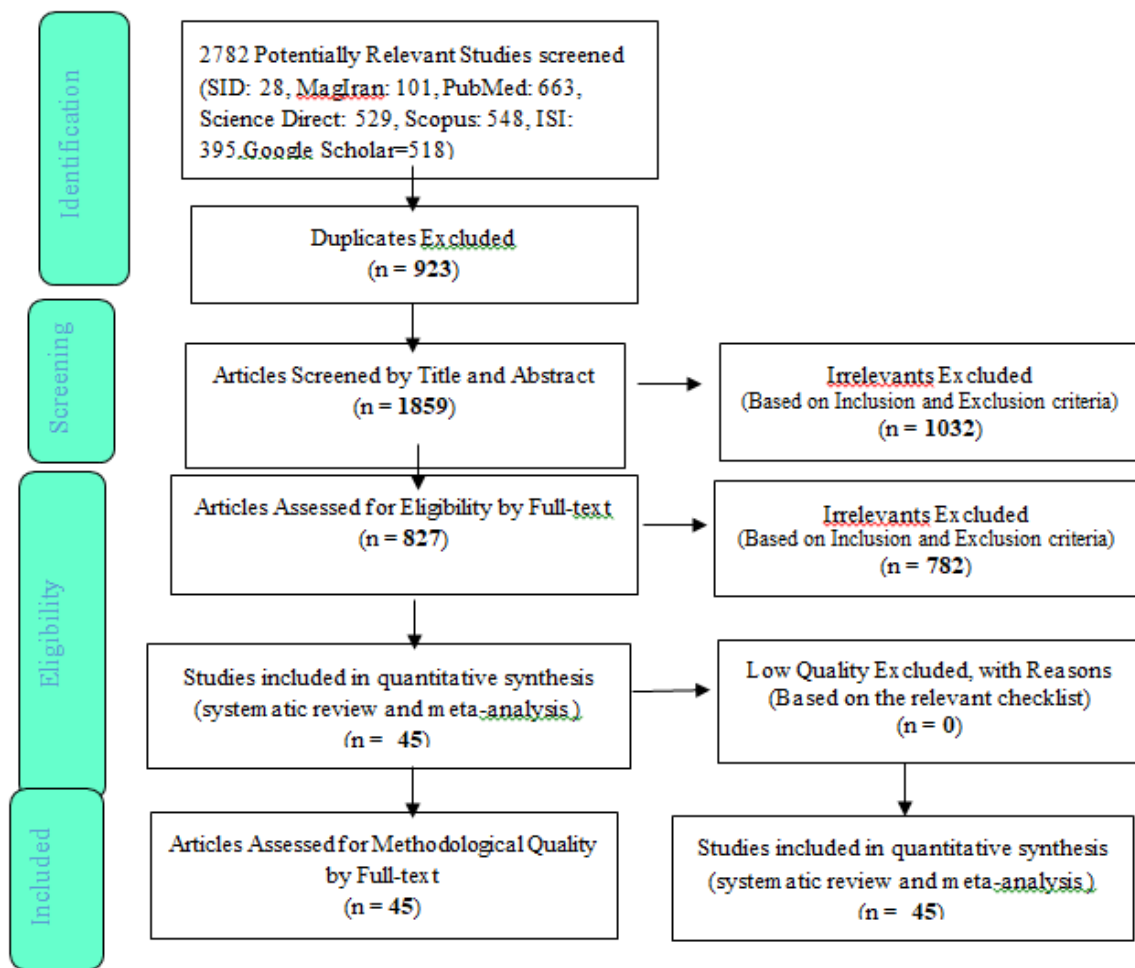 Identification
2782 Potentially Relevant Studies screened
(SID: 28, MagIran: 101, PubMed: 663,
Science Direct: 529, Scopus: 548, ISI:
395,Google Scholar=518)
Duplicates Excluded
(n = 923)
Screening
Articles Screened by Title and Abstract
(n = 1859)
Irrelevants Excluded
(Based on Inclusion and Exclusion criteria)
(n = 1032)
Eligibility
Articles Assessed for Eligibility by Full-text
(n = 827)
Irrelevants Excluded
(Based on Inclusion and Exclusion criteria)
(n = 782)
Studies included in quantitative synthesis
(systematic review and meta-analysis)
(n = 45)
Low Quality Excluded, with Reasons
(Based on the relevant checklist)
(n = 0)
Included
Articles Assessed for Methodological Quality
by Full-text
(n = 45)
Studies included in quantitative synthesis
(systematic review and meta-analysis)
(n = 45)